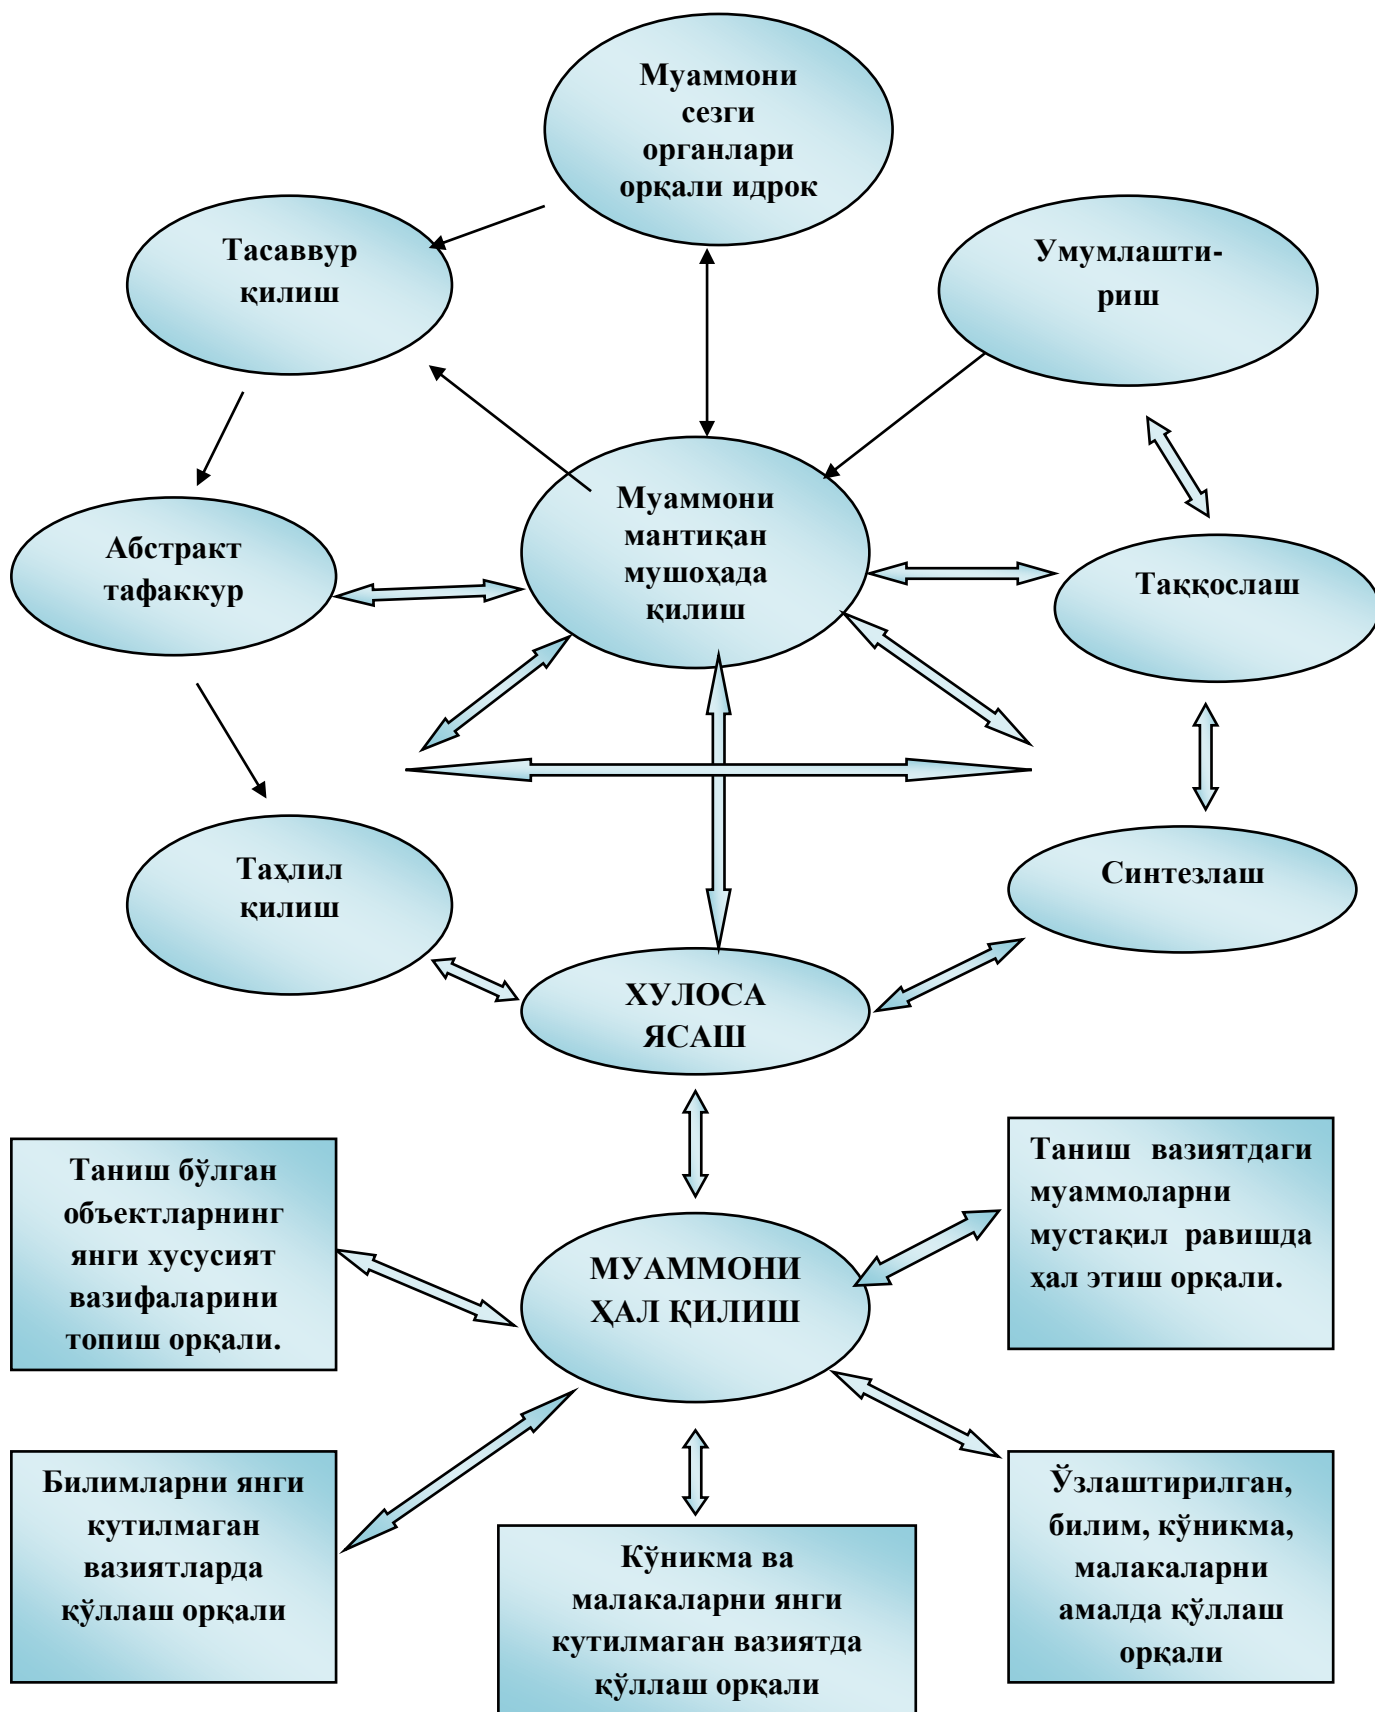 Муаммони
сезги
органлари
орқали идрок
Тасаввур
қилиш
Умумлашти-
риш
Муаммони
мантиқан
мушоҳада
қилиш
Абстракт
тафаккур
Таққослаш
Таҳлил
қилиш
Синтезлаш
ХУЛОСА
ЯСАШ
Таниш бўлган
объектларнинг
янги хусусият
вазифаларини
топиш орқали.
Таниш вазиятдаги
муаммоларни
мустақил равишда
ҳал этиш орқали.
МУАММОНИ
ҲАЛ ҚИЛИШ
Билимларни янги
кутилмаган
вазиятларда
қўллаш орқали
Кўникма ва
малакаларни янги
кутилмаган вазиятда
қўллаш орқали
Ўзлаштирилган,
билим, кўникма,
малакаларни
амалда қўллаш
орқали